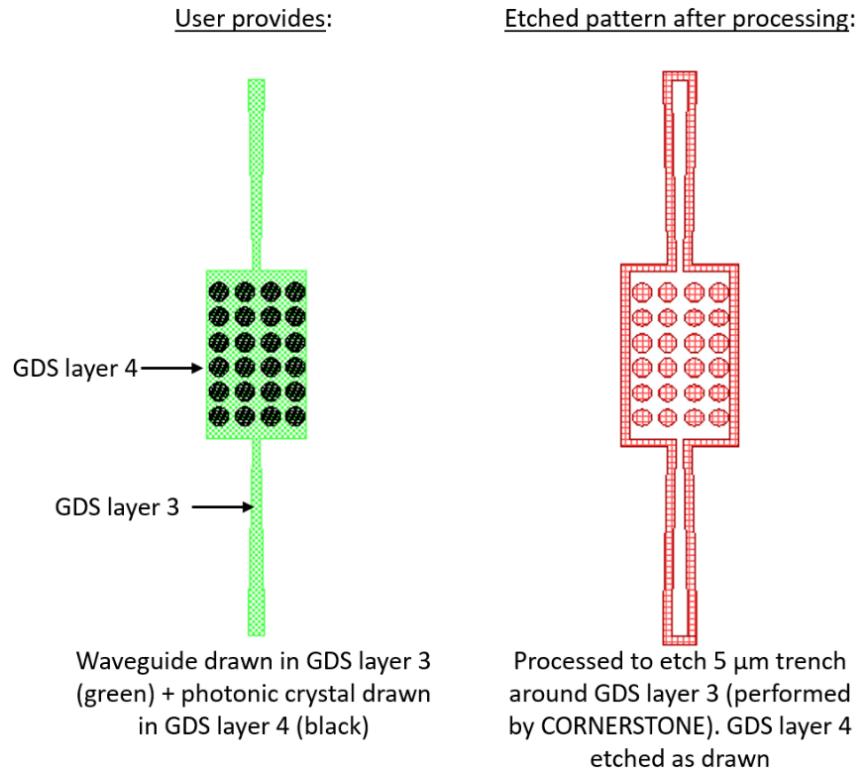 User provides:
Etched pattern after processing:
GDS layer 4
GDS layer 3
Waveguide drawn in GDS layer 3
(green) + photonic crystal drawn
in GDS layer 4 (black)
Processed to etch 5 µm trench
around GDS layer 3 (performed
by CORNERSTONE). GDS layer 4
etched as drawn